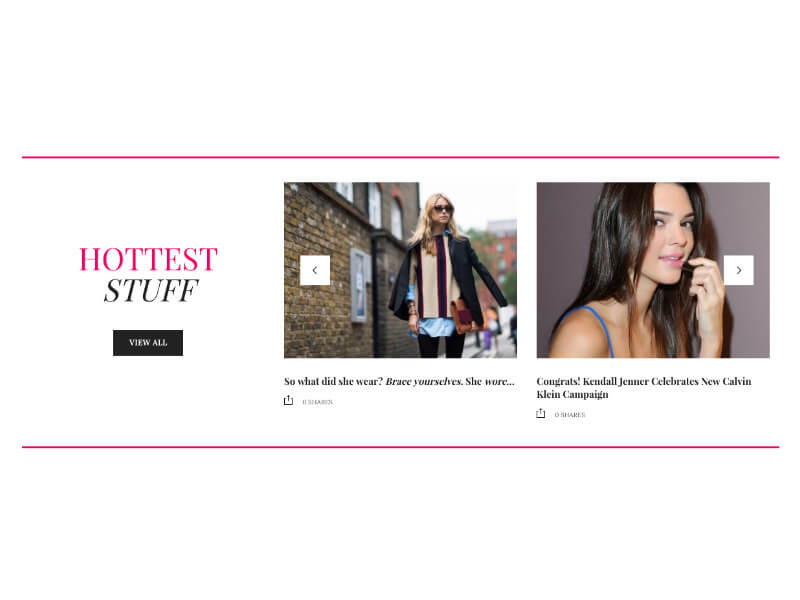 HOTTEST
STUFF
VIEW ALL
So what did she wear? Brace yourselves. She wore...
0 SHARES
Congrats! Kendall Jenner Celebrates New Calvin
Klein Campaign
0 SHARES